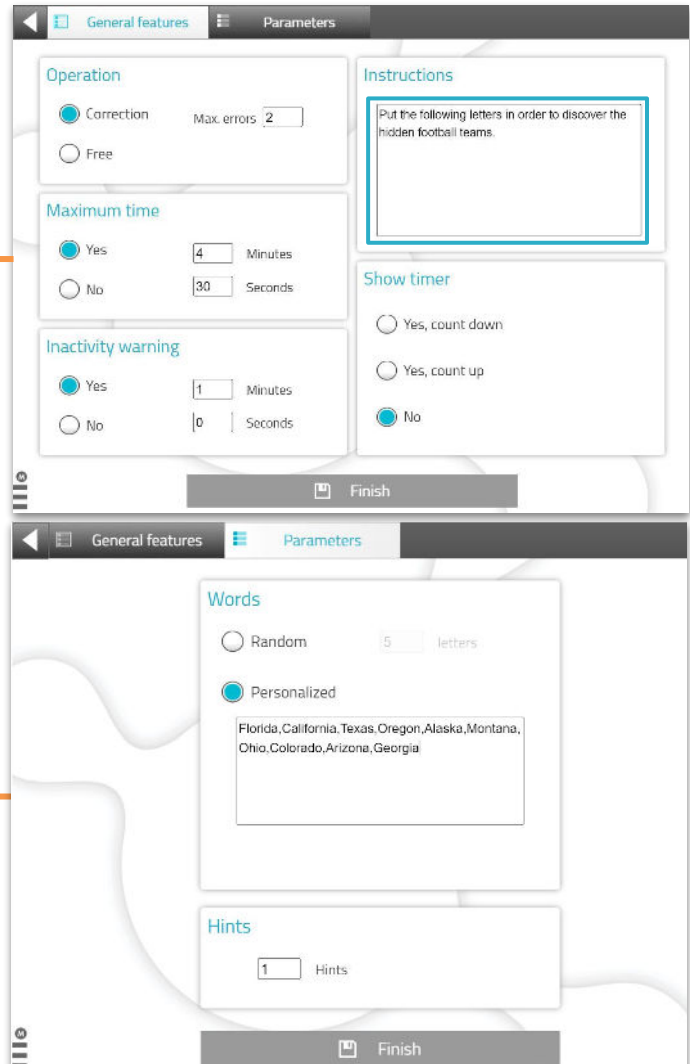 General features
Parameters
Operation
Correction
Max. errors 2
Free
Maximum time
Yes
4 Minutes
No
30 Seconds
Inactivity warning
Yes
1 Minutes
No
0 Seconds
Instructions
Put the following letters in order to discover the
hidden football teams.
Show timer
Yes, count down
Yes, count up
No
M
Finish
General features
Parameters
Words
Random
5 letters
Personalized
Florida,California,Texas,Oregon,Alaska,Montana,
Ohio,Colorado,Arizona,Georgia
Hints
1 Hints
M
Finish